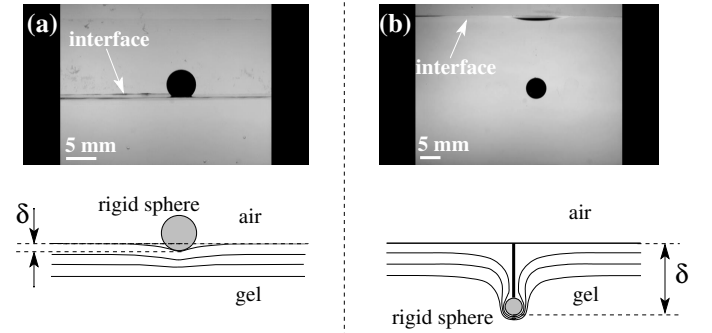 (a)
interface
5 mm
rigid sphere
air
δ
gel
(b)
interface
5 mm
air
δ
gel
rigid sphere